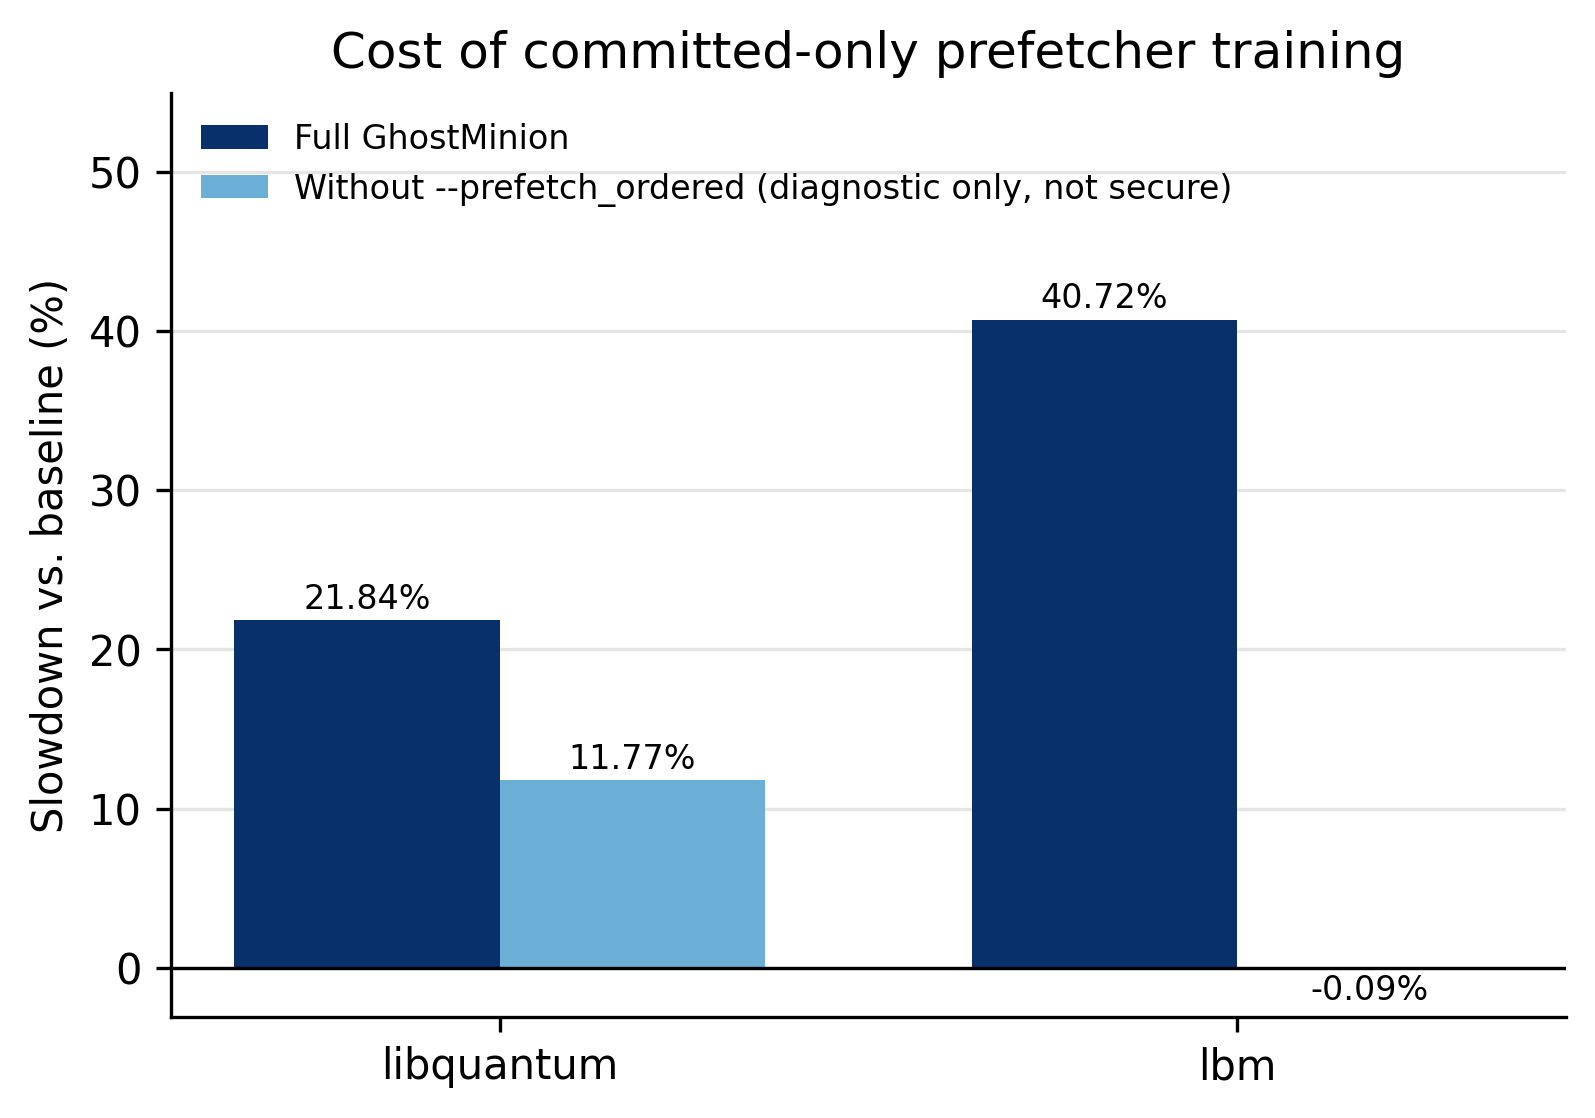 Cost of committed-only prefetcher training
Full GhostMinion
Without --prefetch_ordered (diagnostic only, not secure)
Slowdown vs. baseline (%)
50
40
30
20
10
0
21.84%
11.77%
40.72%
-0.09%
libquantum
lbm